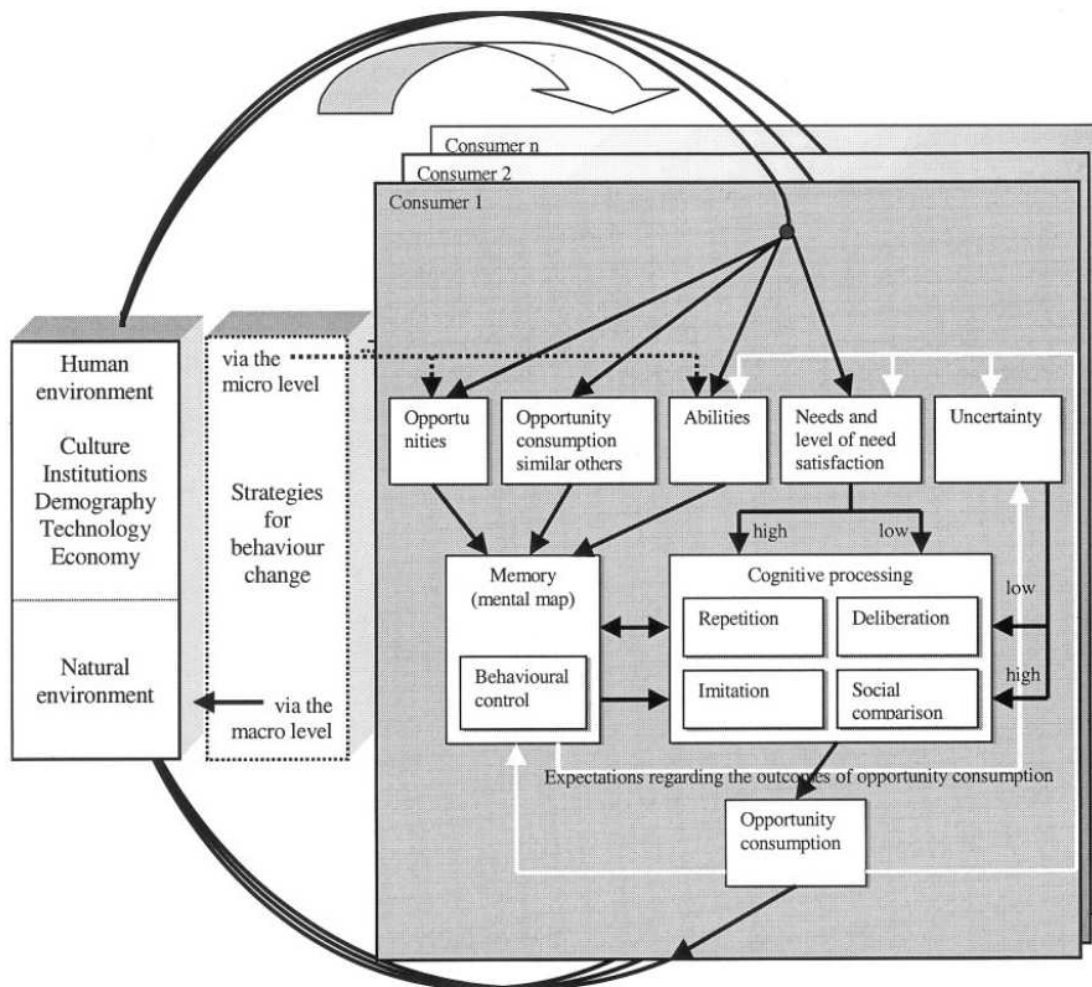 Consumer n
Consumer 2
Consumer 1
Human
environment
Culture
Institutions
Demography
Technology
Economy
Natural
environment
via the
micro level
Strategies
for
behaviour
change
via the
macro level
Opportu
nities
Opportunity
consumption
similar others
Abilities
Needs and
level of need
satisfaction
Uncertainty
high
low
Memory
(mental map)
Behavioural
control
Cognitive processing
Repetition
Deliberation
Imitation
Social
comparison
low
high
Expectations regarding the outcomes of opportunity consumption
Opportunity
consumption